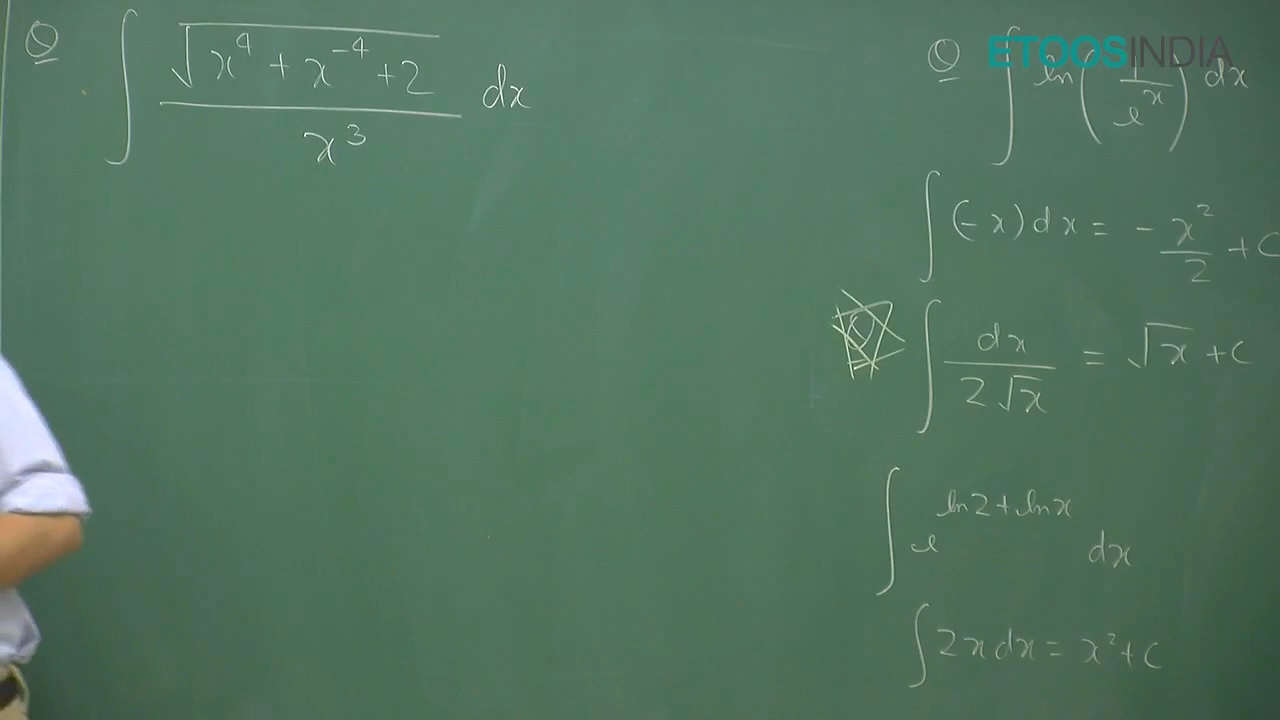 Q ∫ √(x⁴ + x⁻⁴ + 2) / x³ dx
ETOOSINDIA
Q ∫ ln(1/eˣ) dx
∫ (-x) dx = - x²/2 + C
Q ∫ dx / 2√x = √x + C
∫ e^(ln2 + lnx) dx
∫ 2x dx = x² + C